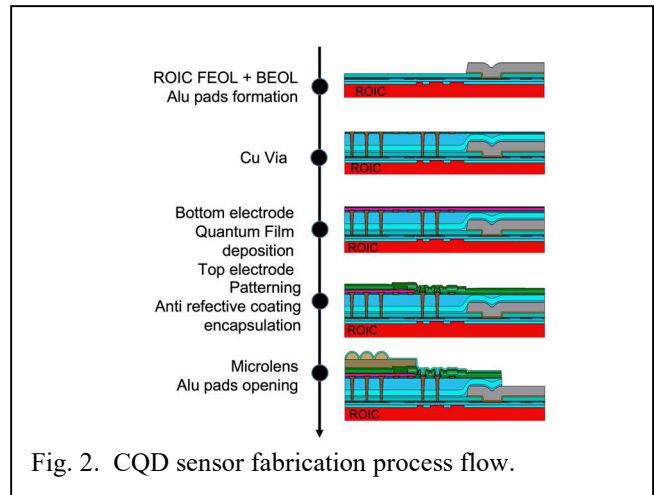 ROIC FEOL + BEOL
Alu pads formation
ROIC
Cu Via
ROIC
Bottom electrode
Quantum Film
deposition
Top electrode
Patterning
Anti refective coating
encapsulation
ROIC
ROIC
Microlens
Alu pads opening
ROIC
Fig. 2. CQD sensor fabrication process flow.